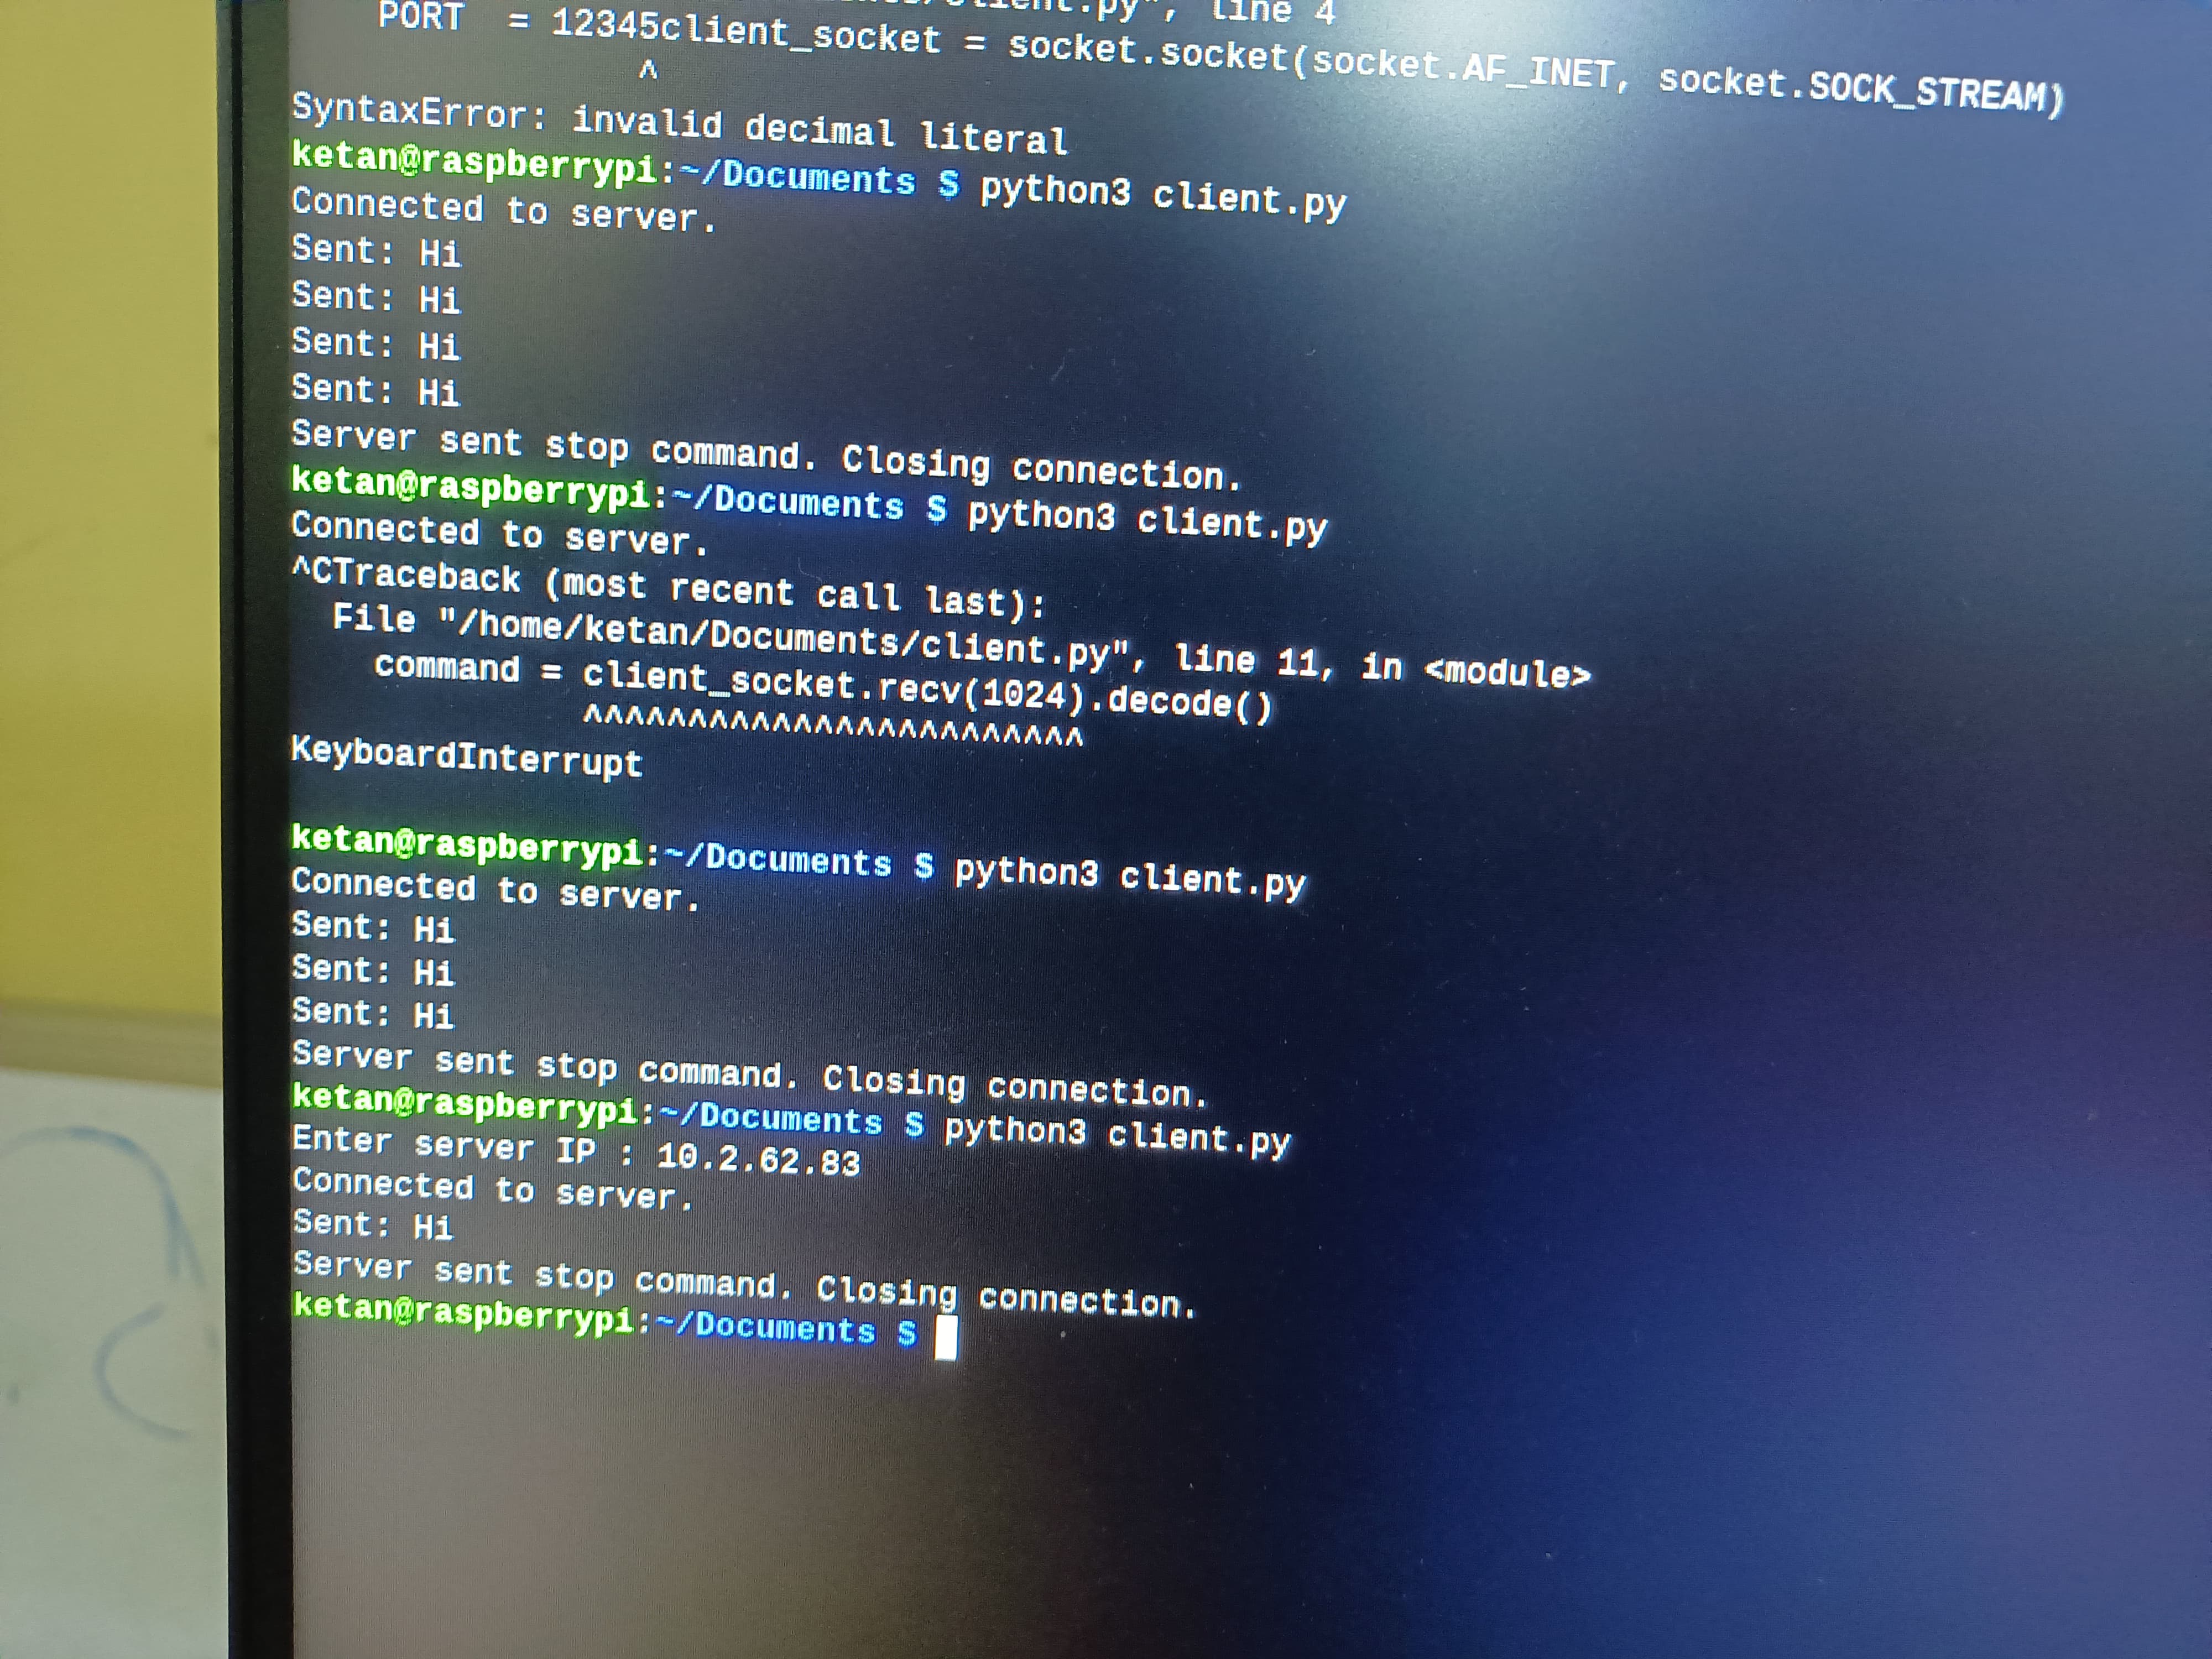 client.py", line 4
PORT  = 12345client_socket = socket.socket(socket.AF_INET, socket.SOCK_STREAM)
^
SyntaxError: invalid decimal literal
ketan@raspberrypi:~/Documents $ python3 client.py
Connected to server.
Sent: Hi
Sent: Hi
Sent: Hi
Sent: Hi
Server sent stop command. Closing connection.
ketan@raspberrypi:~/Documents $ python3 client.py
Connected to server.
^CTraceback (most recent call last):
File "/home/ketan/Documents/client.py", line 11, in <module>
command = client_socket.recv(1024).decode()
^^^^^^^^^^^^^^^^^^^^^^^^
KeyboardInterrupt
ketan@raspberrypi:~/Documents $ python3 client.py
Connected to server.
Sent: Hi
Sent: Hi
Sent: Hi
Server sent stop command. Closing connection.
ketan@raspberrypi:~/Documents $ python3 client.py
Enter server IP : 10.2.62.83
Connected to server.
Sent: Hi
Server sent stop command. Closing connection.
ketan@raspberrypi:~/Documents $